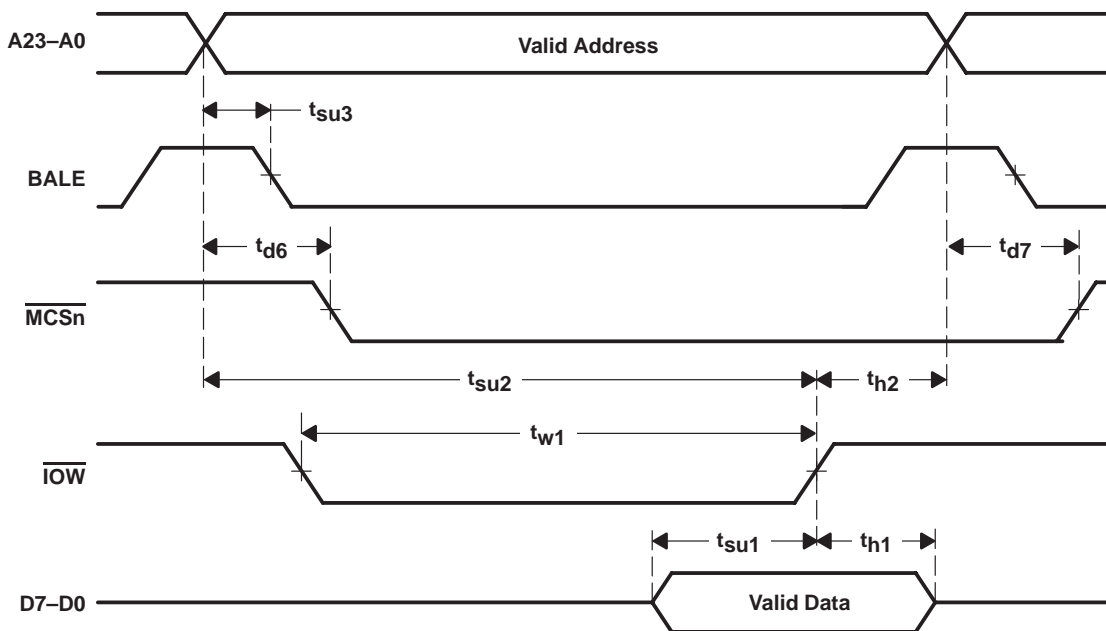 A23–A0
Valid Address
tsu3
BALE
td6
td7
MCSn
tsu2
th2
tw1
IOW
tsu1
th1
D7–D0
Valid Data